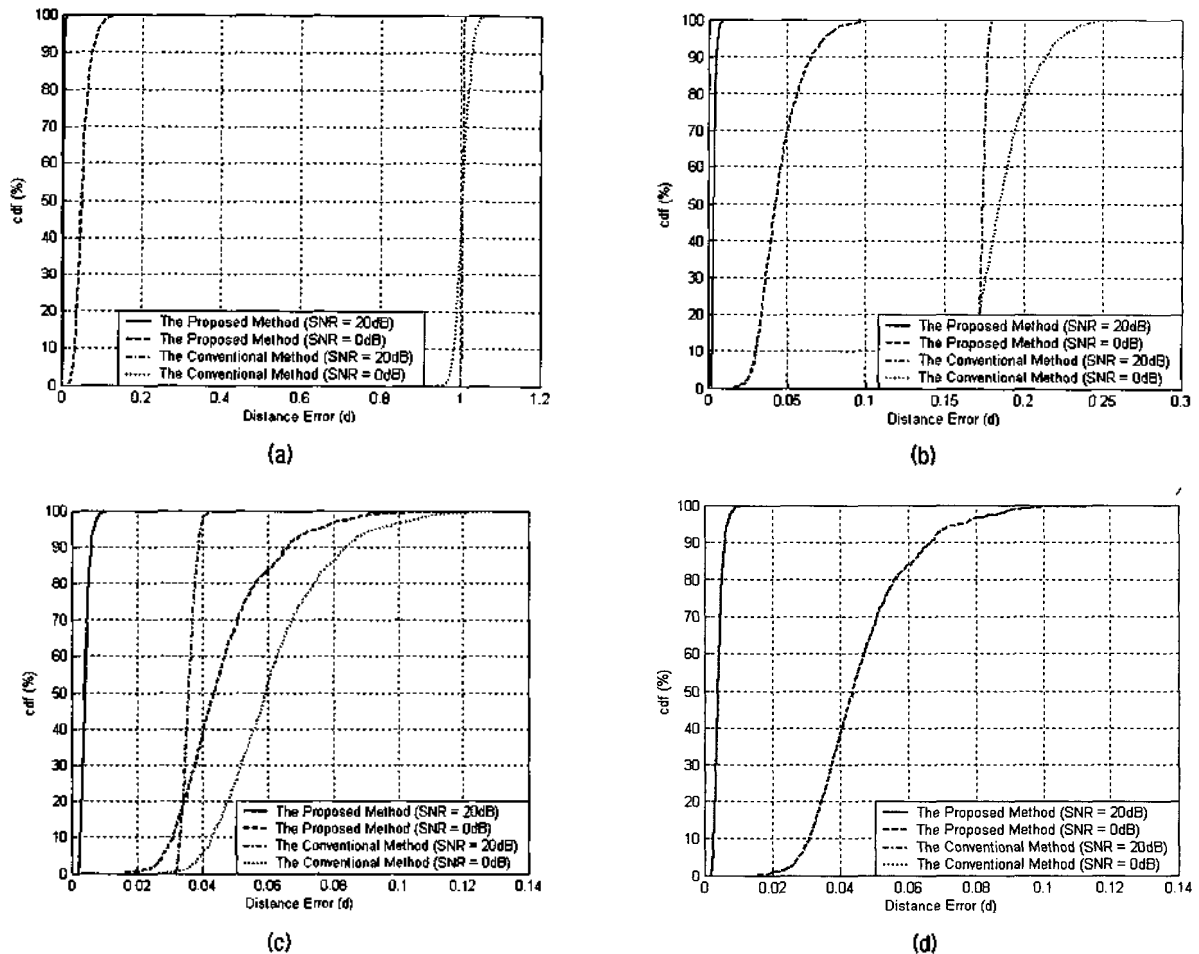 100
90
80
70
60
50
40
30
20
10
0
cdf (%)
The Proposed Method (SNR = 20dB)
The Proposed Method (SNR = 0dB)
The Conventional Method (SNR = 20dB)
The Conventional Method (SNR = 0dB)
0 0.2 0.4 0.6 0.8 1 1.2
Distance Error (d)
(a)
100
90
80
70
60
50
40
30
20
10
0
cdf (%)
The Proposed Method (SNR = 20dB)
The Proposed Method (SNR = 0dB)
The Conventional Method (SNR = 20dB)
The Conventional Method (SNR = 0dB)
0 0.05 0.1 0.15 0.2 0.25 0.3
Distance Error (d)
(b)
100
90
80
70
60
50
40
30
20
10
0
cdf (%)
The Proposed Method (SNR = 20dB)
The Proposed Method (SNR = 0dB)
The Conventional Method (SNR = 20dB)
The Conventional Method (SNR = 0dB)
0 0.02 0.04 0.06 0.08 0.1 0.12 0.14
Distance Error (d)
(c)
100
90
80
70
60
50
40
30
20
10
0
cdf (%)
The Proposed Method (SNR = 20dB)
The Proposed Method (SNR = 0dB)
The Conventional Method (SNR = 20dB)
The Conventional Method (SNR = 0dB)
0 0.02 0.04 0.06 0.08 0.1 0.12 0.14
Distance Error (d)
(d)